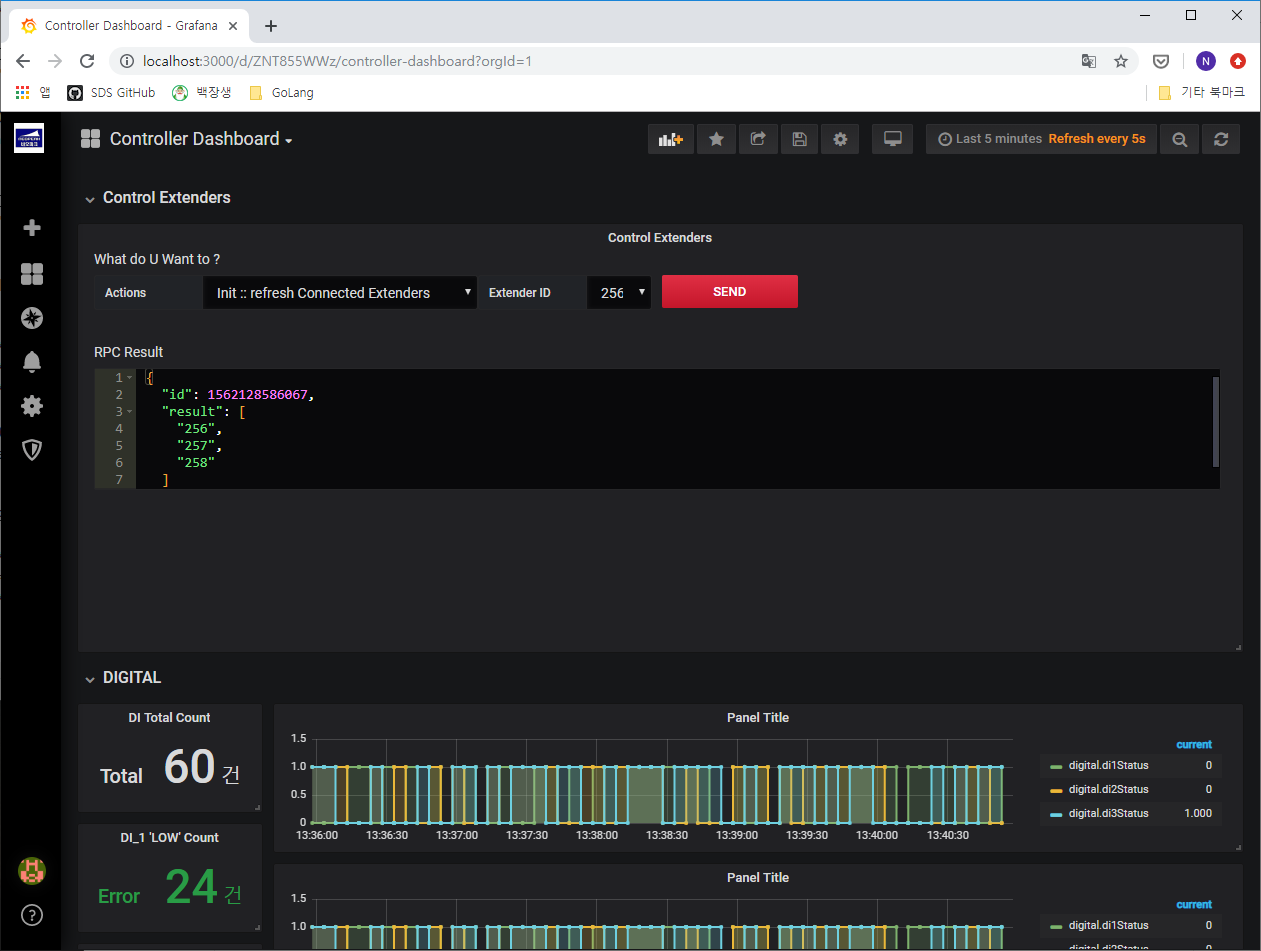 Controller Dashboard - Grafana
localhost:3000/d/ZNT855WWz/controller-dashboard?orgId=1
N
앱 SDS GitHub 백장생 GoLang 기타 북마크
Controller Dashboard
Last 5 minutes Refresh every 5s
Control Extenders
Control Extenders
What do U Want to ?
Actions Init :: refresh Connected Extenders Extender ID 256 SEND
RPC Result
1 {
2 "id": 1562128586067,
3 "result": [
4 "256",
5 "257",
6 "258"
7 ]
DIGITAL
DI Total Count
Total 60 건
Panel Title
1.5
1.0
0.5
0
13:36:00 13:36:30 13:37:00 13:37:30 13:38:00 13:38:30 13:39:00 13:39:30 13:40:00 13:40:30
current
digital.di1Status 0
digital.di2Status 0
digital.di3Status 1.000
DI_1 'LOW' Count
Error 24 건
Panel Title
1.5
1.0
current
digital.di1Status 0
digital.di2Status 0